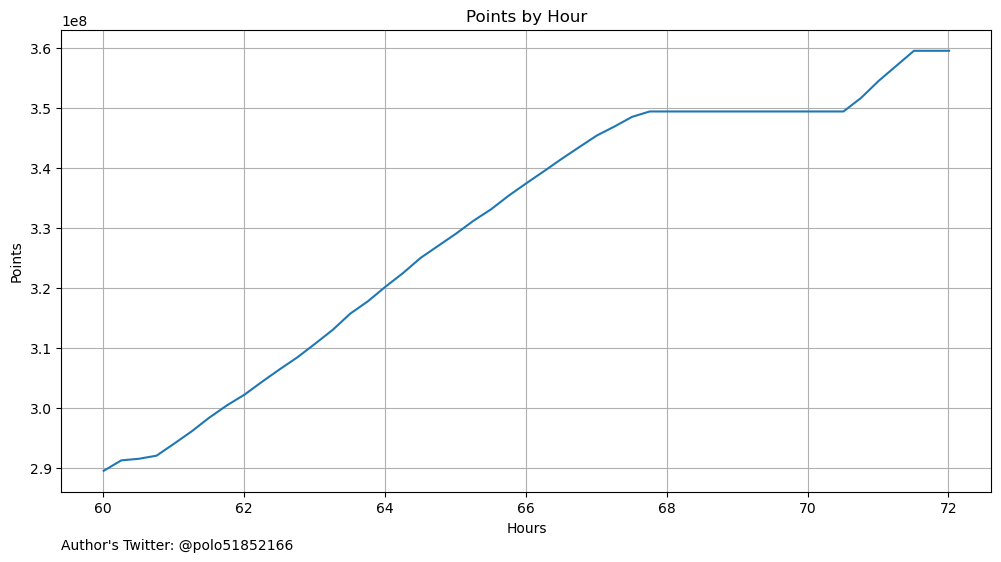 Points by Hour
1e8
3.6
3.5
3.4
3.3
3.2
3.1
3.0
2.9
Points
60 62 64 66 68 70 72
Hours
Author's Twitter: @polo51852166